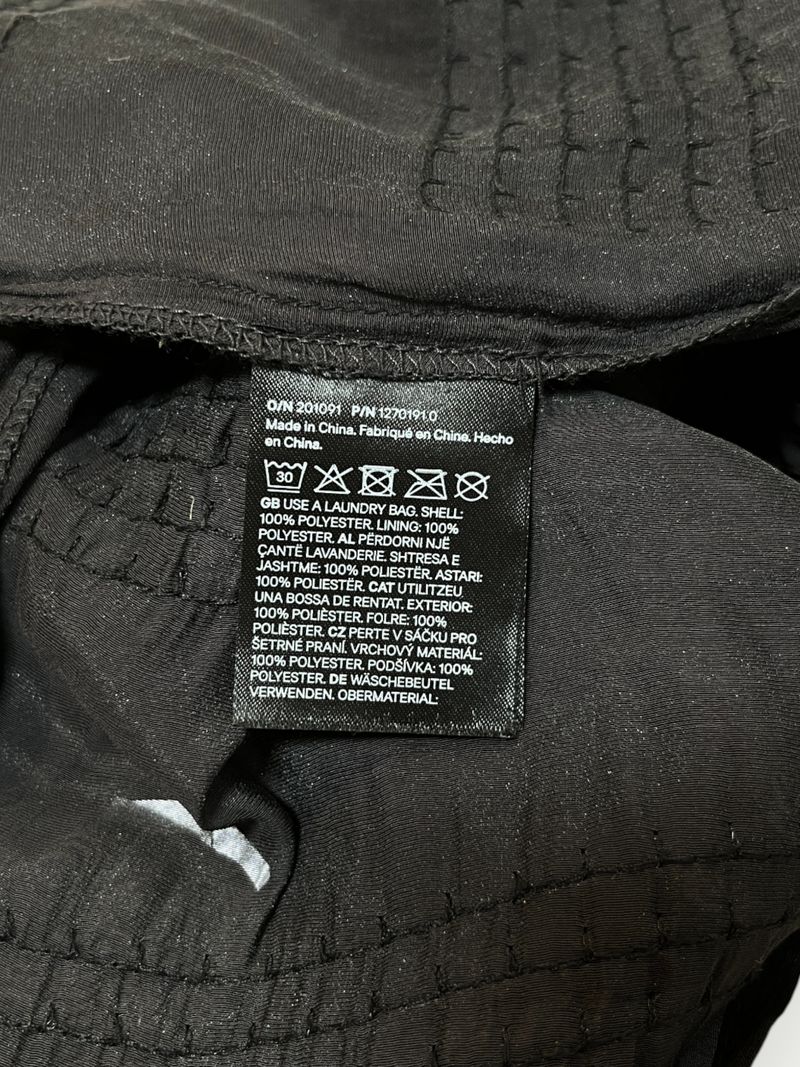 O/N 201091 P/N 1270191.0
Made in China. Fabriqué en Chine. Hecho
en China.
30
GB USE A LAUNDRY BAG. SHELL:
100% POLYESTER. LINING: 100%
POLYESTER. AL PËRDORNI NJË
ÇANTË LAVANDERIE. SHTRESA E
JASHTME: 100% POLIESTËR. ASTARI:
100% POLIESTËR. CAT UTILITZEU
UNA BOSSA DE RENTAT. EXTERIOR:
100% POLIÈSTER. FOLRE: 100%
POLIÈSTER. CZ PERTE V SÁČKU PRO
ŠETRNÉ PRANÍ. VRCHOVÝ MATERIÁL:
100% POLYESTER. PODŠÍVKA: 100%
POLYESTER. DE WÄSCHEBEUTEL
VERWENDEN. OBERMATERIAL: